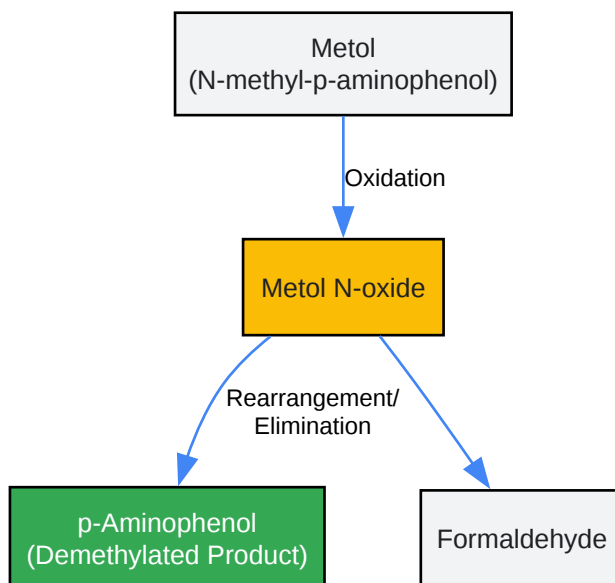 Metol
(N-methyl-p-aminophenol)
Oxidation
Metol N-oxide
Rearrangement/
Elimination
p-Aminophenol
(Demethylated Product)
Formaldehyde